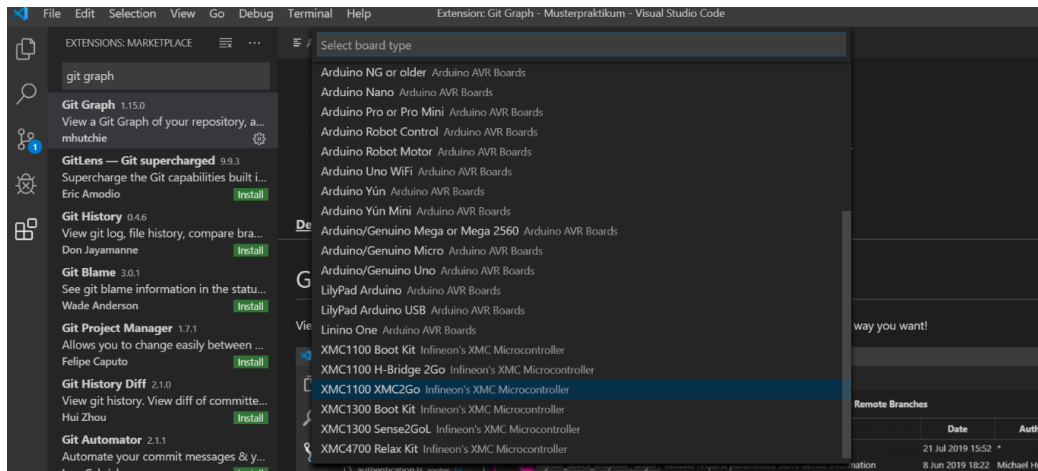 File Edit Selection View Go Debug Terminal Help Extension: Git Graph - Musterpraktikum - Visual Studio Code
EXTENSIONS: MARKETPLACE
git graph
Git Graph 1.15.0
View a Git Graph of your repository, a...
mhutchie
GitLens — Git supercharged 9.9.3
Supercharge the Git capabilities built i...
Eric Amodio Install
Git History 0.4.6
View git log, file history, compare bra...
Don Jayamanne Install
Git Blame 3.0.1
See git blame information in the statu...
Wade Anderson Install
Git Project Manager 1.7.1
Allows you to change easily between ...
Felipe Caputo Install
Git History Diff 2.1.0
View git history. View diff of committe...
Hui Zhou Install
Git Automator 2.1.1
Automate your commit messages & y...
1
Select board type
Arduino NG or older Arduino AVR Boards
Arduino Nano Arduino AVR Boards
Arduino Pro or Pro Mini Arduino AVR Boards
Arduino Robot Control Arduino AVR Boards
Arduino Robot Motor Arduino AVR Boards
Arduino Uno WiFi Arduino AVR Boards
Arduino Yún Arduino AVR Boards
Arduino Yún Mini Arduino AVR Boards
Arduino/Genuino Mega or Mega 2560 Arduino AVR Boards
Arduino/Genuino Micro Arduino AVR Boards
Arduino/Genuino Uno Arduino AVR Boards
LilyPad Arduino Arduino AVR Boards
LilyPad Arduino USB Arduino AVR Boards
Linino One Arduino AVR Boards
XMC1100 Boot Kit Infineon's XMC Microcontroller
XMC1100 H-Bridge 2Go Infineon's XMC Microcontroller
XMC1100 XMC2Go Infineon's XMC Microcontroller
XMC1300 Boot Kit Infineon's XMC Microcontroller
XMC1300 Sense2GoL Infineon's XMC Microcontroller
XMC4700 Relax Kit Infineon's XMC Microcontroller
De
G
Vie
way you want!
Remote Branches
Date Auth
21 Jul 2019 15:52 *
8 Jun 2019 18:22 Michael H